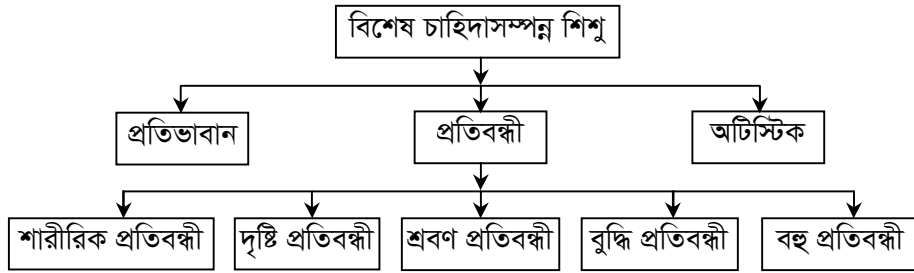 বিশেষ চাহিদাসম্পন্ন শিশু
প্রতিভাবান প্রতিবন্ধী অটিস্টিক
শারীরিক প্রতিবন্ধী দৃষ্টি প্রতিবন্ধী শ্রবণ প্রতিবন্ধী বুদ্ধি প্রতিবন্ধী বহু প্রতিবন্ধী